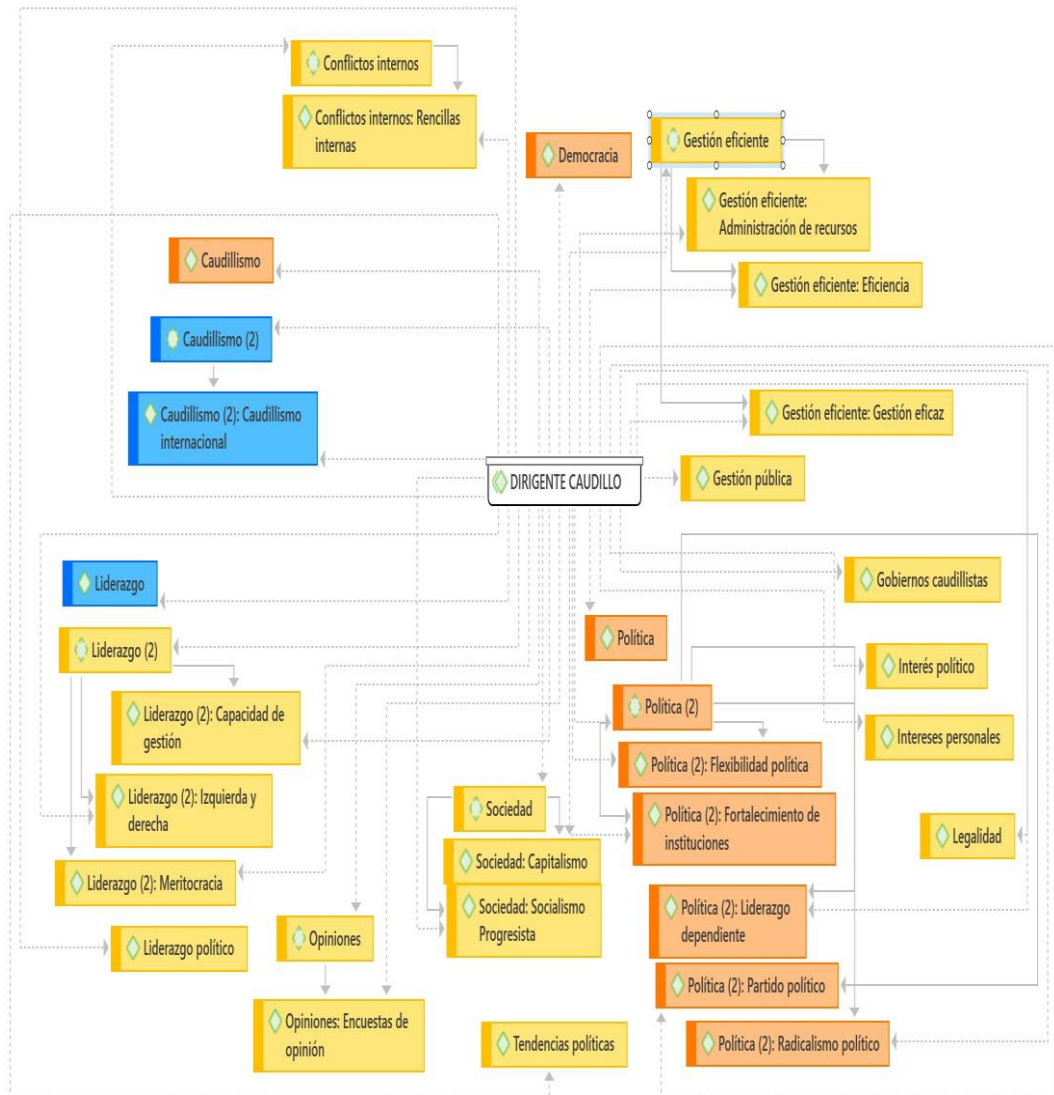 Conflictos internos
Conflictos internos: Rencillas
internas
Democracia
Gestión eficiente
Gestión eficiente:
Administración de recursos
Caudillismo
Gestión eficiente: Eficiencia
Caudillismo (2)
Caudillismo (2): Caudillismo
internacional
Gestión eficiente: Gestión eficaz
DIRIGENTE CAUDILLO
Gestión pública
Liderazgo
Gobiernos caudillistas
Liderazgo (2)
Política
Interés político
Liderazgo (2): Capacidad de
gestión
Política (2)
Intereses personales
Política (2): Flexibilidad política
Liderazgo (2): Izquierda y
derecha
Sociedad
Política (2): Fortalecimiento de
instituciones
Legalidad
Liderazgo (2): Meritocracia
Sociedad: Capitalismo
Sociedad: Socialismo
Progresista
Política (2): Liderazgo
dependiente
Liderazgo político
Opiniones
Política (2): Partido político
Opiniones: Encuestas de
opinión
Tendencias políticas
Política (2): Radicalismo político